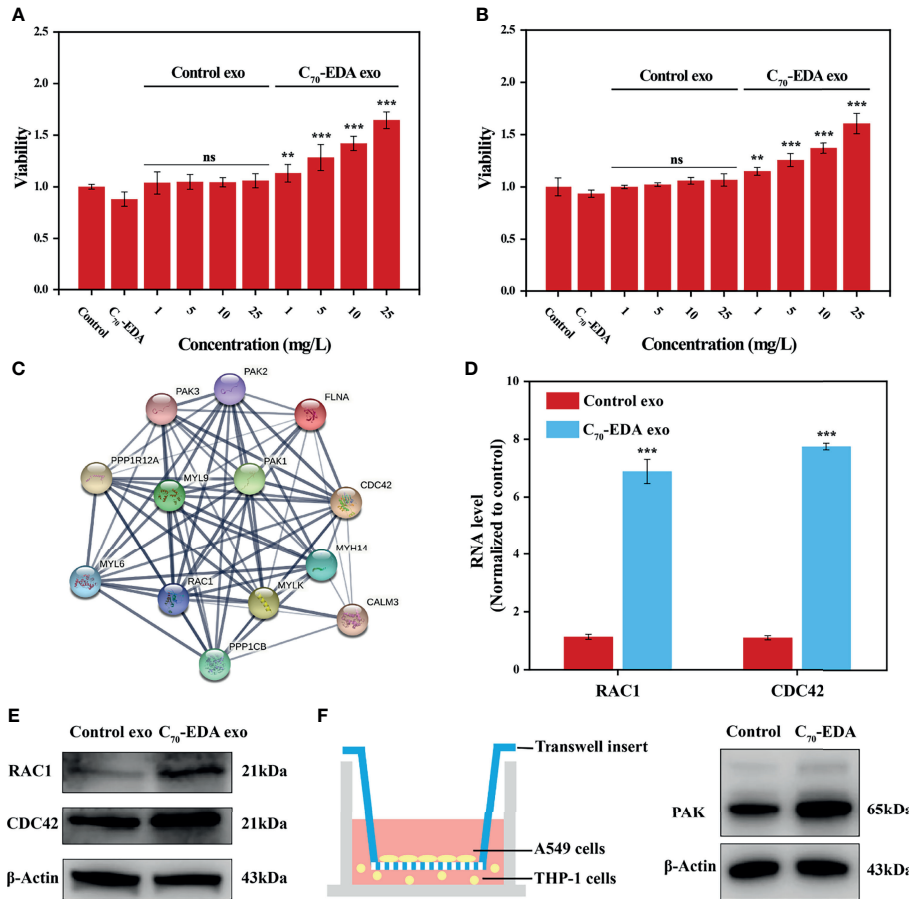 A
2.5
2.0
1.5
1.0
0.5
0.0
Viability
Control exo
C70-EDA exo
ns
**
***
***
***
Control
C70-EDA
1
5
10
25
1
5
10
25
Concentration (mg/L)
B
2.5
2.0
1.5
1.0
0.5
0.0
Viability
Control exo
C70-EDA exo
ns
**
***
***
***
Control
C70-EDA
1
5
10
25
1
5
10
25
Concentration (mg/L)
C
PAK2
PAK3
FLNA
PPP1R12A
PAK1
MYL9
CDC42
MYH14
MYL6
RAC1
MYLK
CALM3
PPP1CB
D
10
8
6
4
2
0
RNA level
(Normalized to control)
Control exo
C70-EDA exo
***
***
RAC1
CDC42
E
Control exo C70-EDA exo
RAC1
21kDa
CDC42
21kDa
β-Actin
43kDa
F
Transwell insert
A549 cells
THP-1 cells
Control
C70-EDA
PAK
65kDa
β-Actin
43kDa